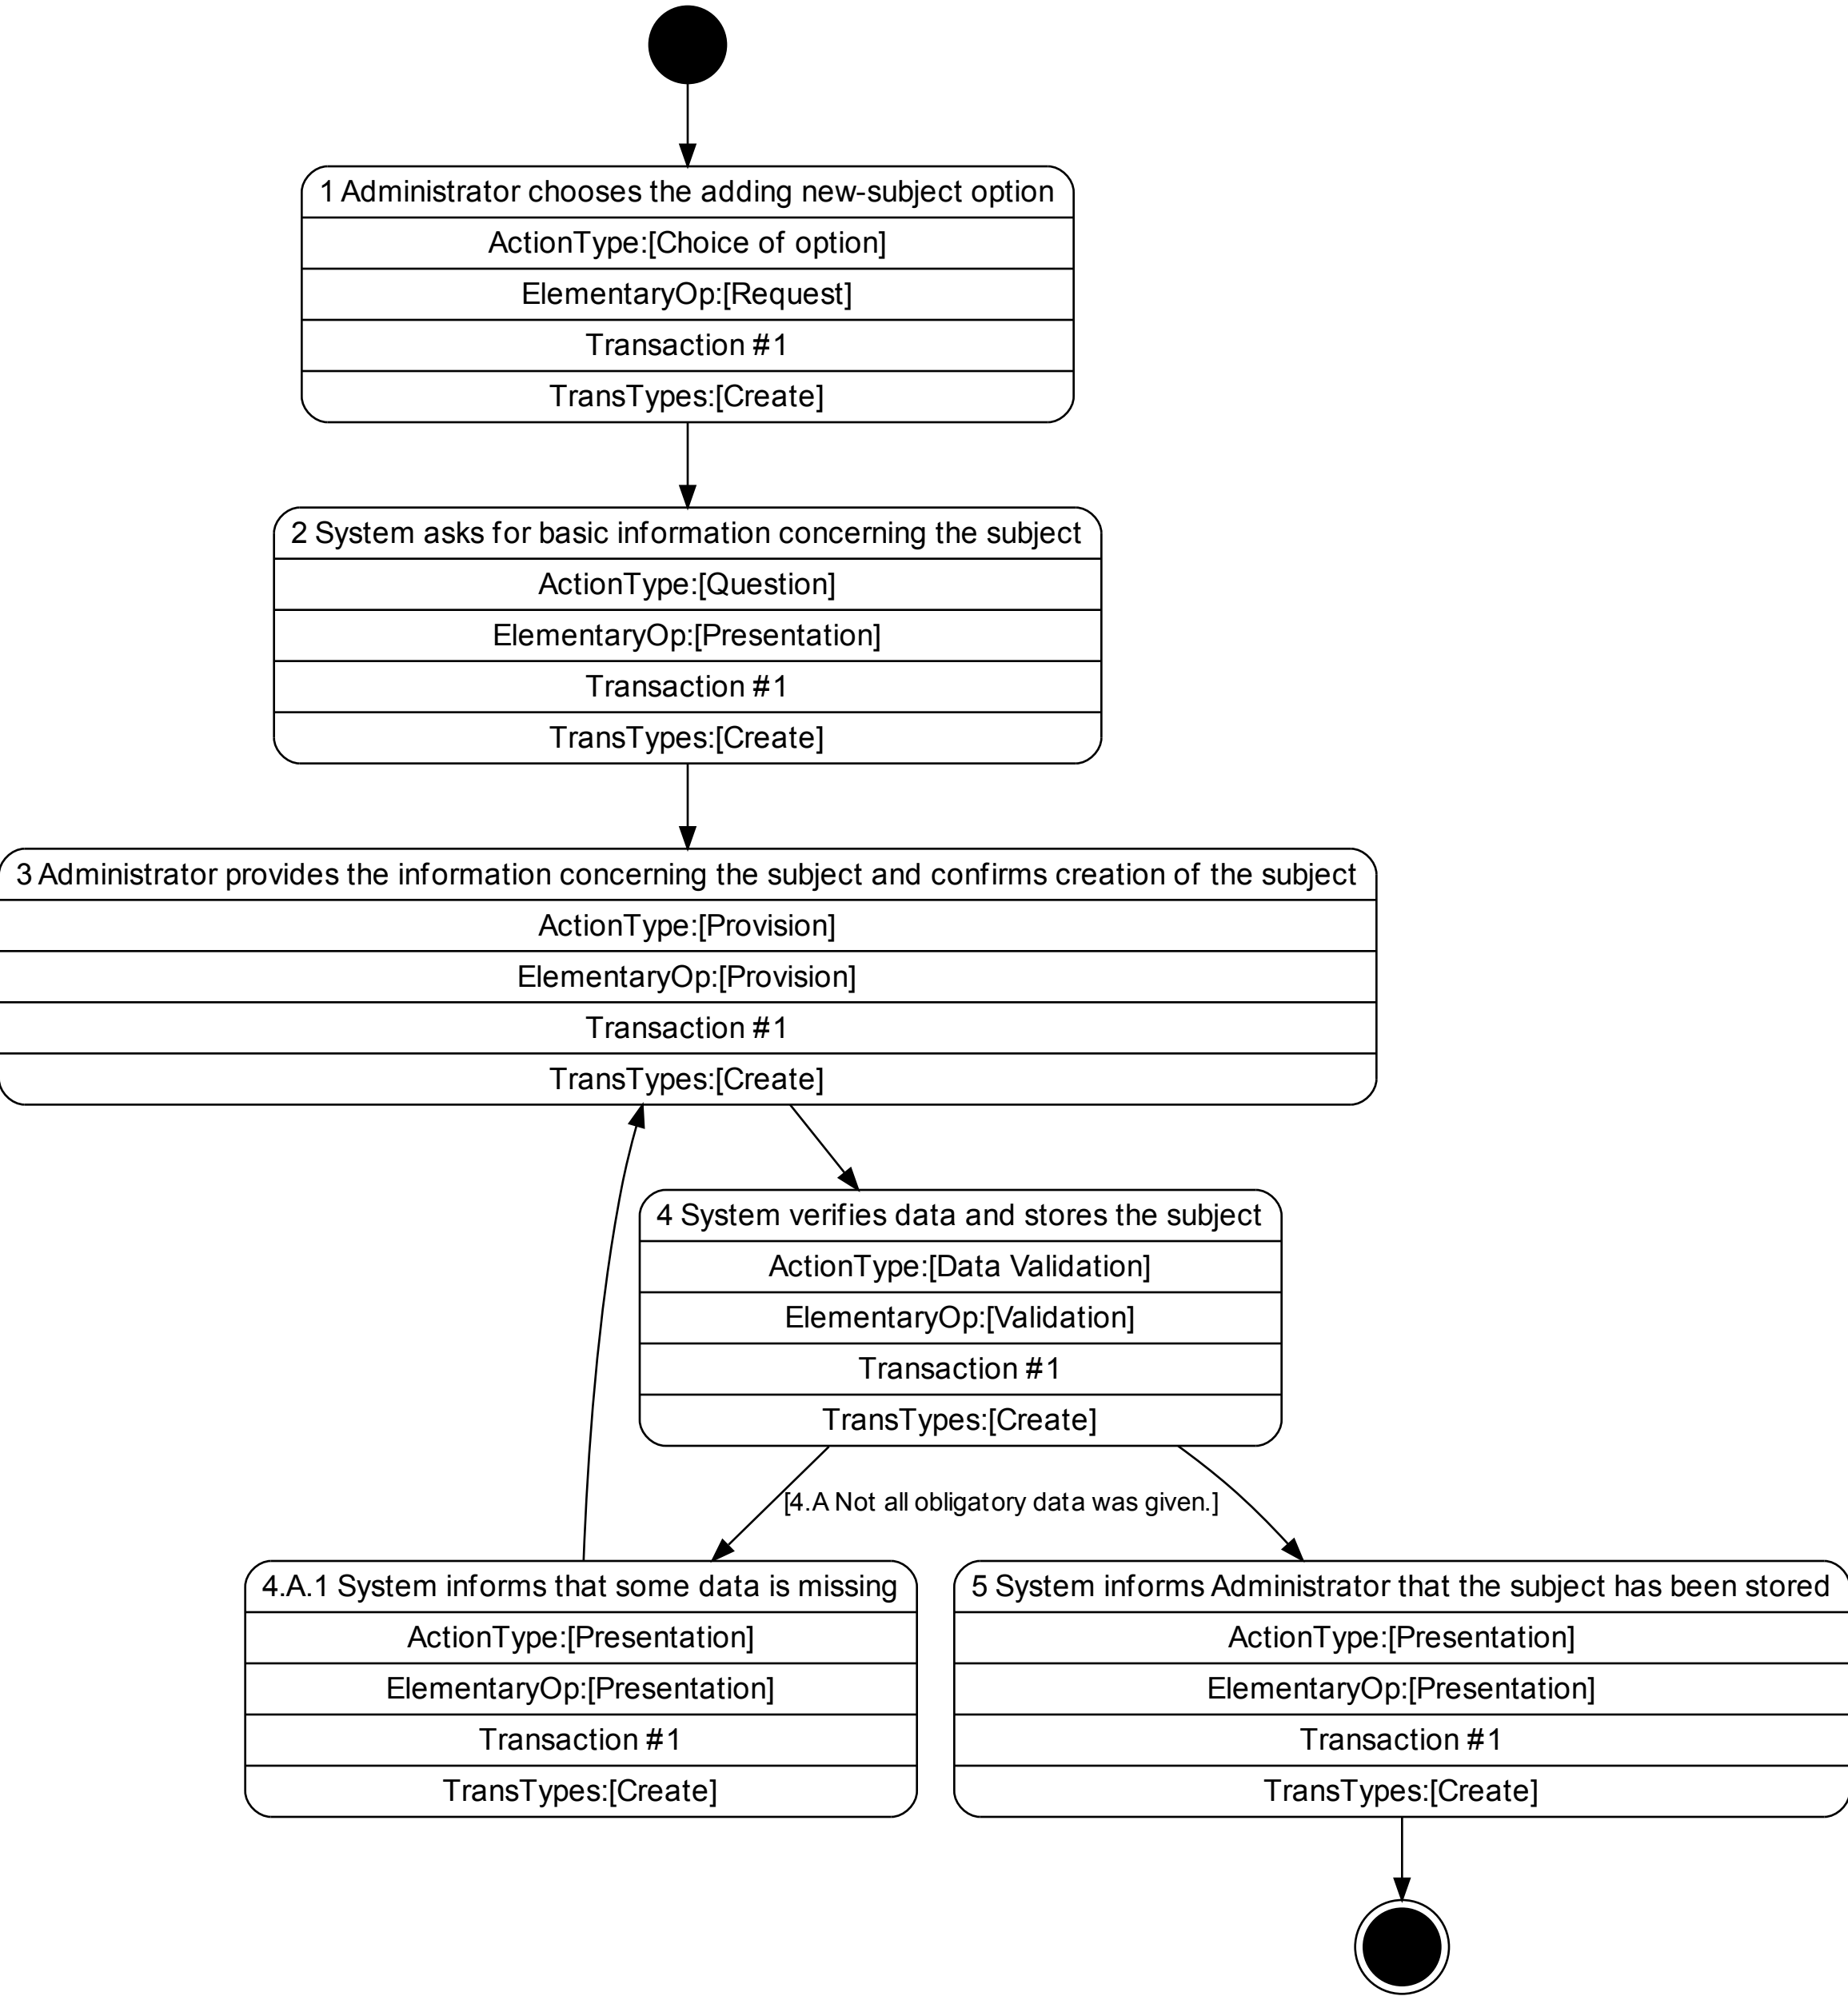 1 Administrator chooses the adding new-subject option
ActionType:[Choice of option]
ElementaryOp:[Request]
Transaction #1
TransTypes:[Create]
2 System asks for basic information concerning the subject
ActionType:[Question]
ElementaryOp:[Presentation]
Transaction #1
TransTypes:[Create]
3 Administrator provides the information concerning the subject and confirms creation of the subject
ActionType:[Provision]
ElementaryOp:[Provision]
Transaction #1
TransTypes:[Create]
4 System verifies data and stores the subject
ActionType:[Data Validation]
ElementaryOp:[Validation]
Transaction #1
TransTypes:[Create]
[4.A Not all obligatory data was given.]
4.A.1 System informs that some data is missing
ActionType:[Presentation]
ElementaryOp:[Presentation]
Transaction #1
TransTypes:[Create]
5 System informs Administrator that the subject has been stored
ActionType:[Presentation]
ElementaryOp:[Presentation]
Transaction #1
TransTypes:[Create]